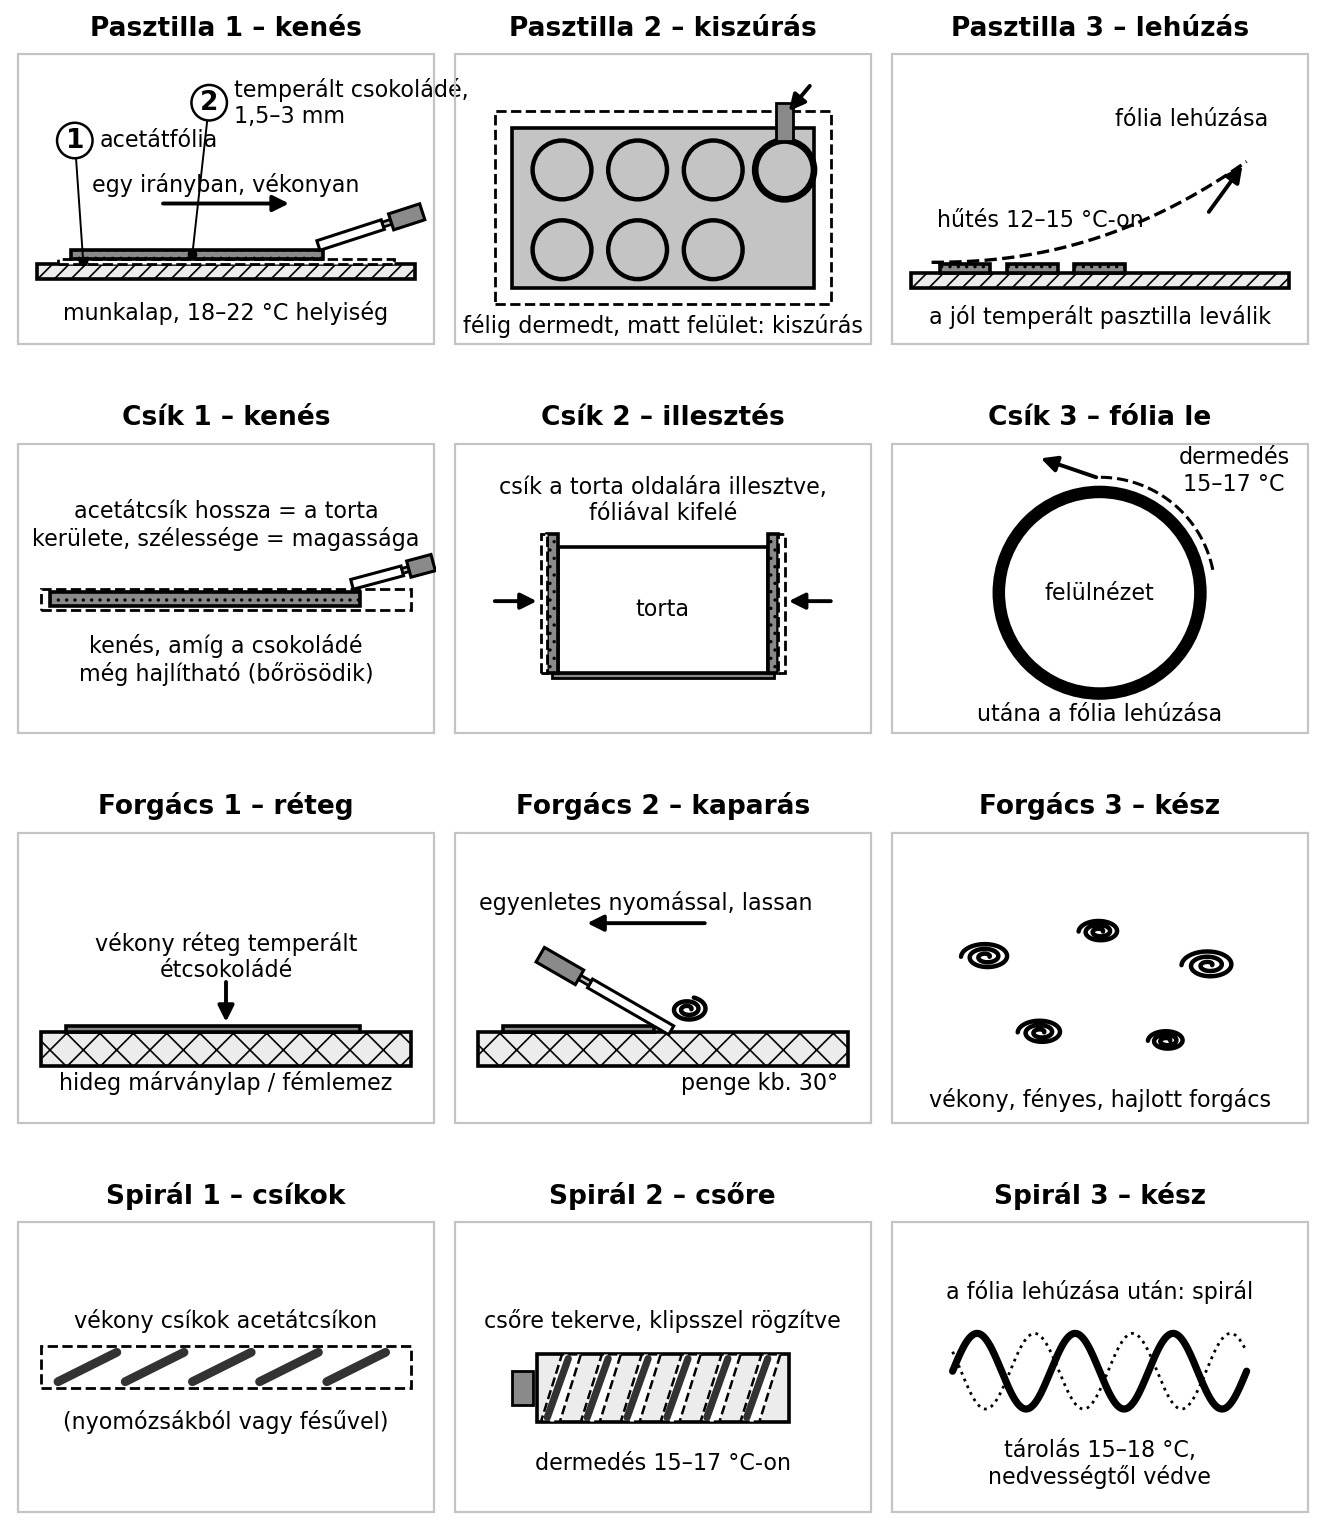 Pasztilla 1 – kenés
2
temperált csokoládé,
1,5–3 mm
1
acetátfólia
egy irányban, vékonyan
munkalap, 18–22 °C helyiség
Pasztilla 2 – kiszúrás
félig dermedt, matt felület: kiszúrás
Pasztilla 3 – lehúzás
fólia lehúzása
hűtés 12–15 °C-on
a jól temperált pasztilla leválik
Csík 1 – kenés
acetátcsík hossza = a torta
kerülete, szélessége = magassága
kenés, amíg a csokoládé
még hajlítható (bőrösödik)
Csík 2 – illesztés
csík a torta oldalára illesztve,
fóliával kifelé
torta
Csík 3 – fólia le
dermedés
15–17 °C
felülnézet
utána a fólia lehúzása
Forgács 1 – réteg
vékony réteg temperált
étcsokoládé
hideg márványlap / fémlemez
Forgács 2 – kaparás
egyenletes nyomással, lassan
penge kb. 30°
Forgács 3 – kész
vékony, fényes, hajlott forgács
Spirál 1 – csíkok
vékony csíkok acetátcsíkon
(nyomózsákból vagy fésűvel)
Spirál 2 – csőre
csőre tekerve, klipsszel rögzítve
dermedés 15–17 °C-on
Spirál 3 – kész
a fólia lehúzása után: spirál
tárolás 15–18 °C,
nedvességtől védve